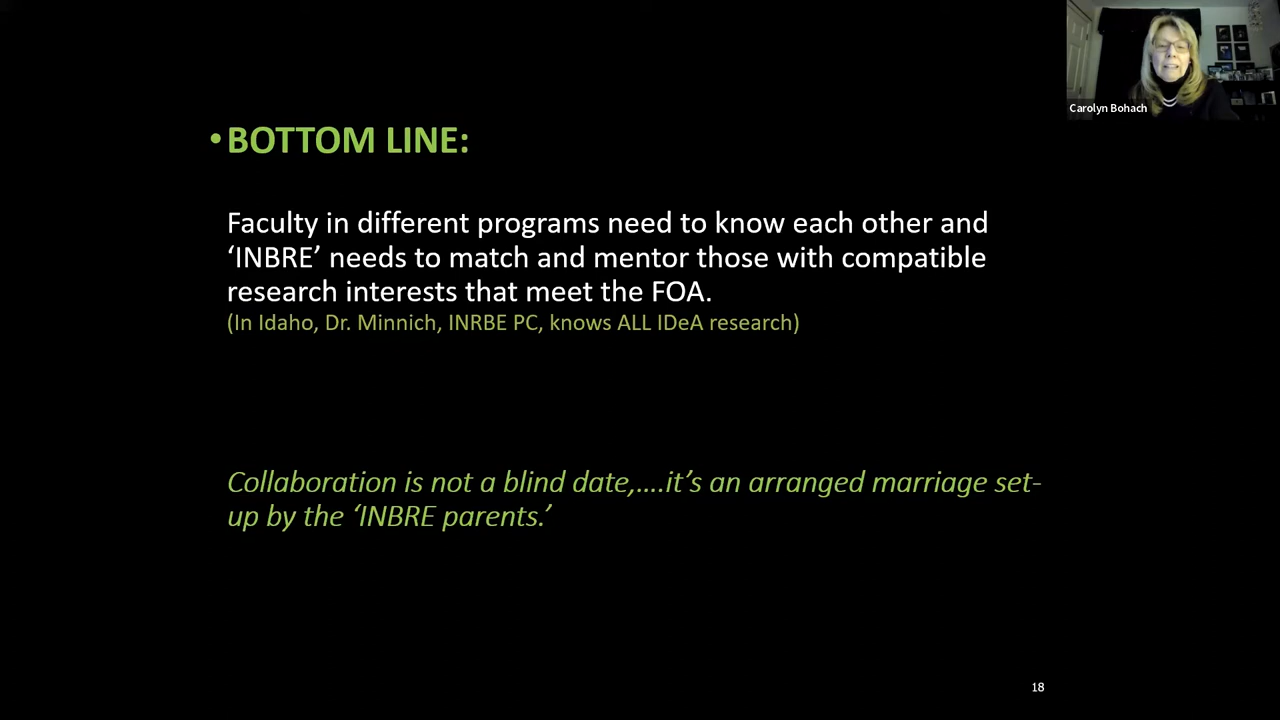 Carolyn Bohach
• BOTTOM LINE:
Faculty in different programs need to know each other and
‘INBRE’ needs to match and mentor those with compatible
research interests that meet the FOA.
(In Idaho, Dr. Minnich, INRBE PC, knows ALL IDeA research)
Collaboration is not a blind date,....it’s an arranged marriage set-
up by the ‘INBRE parents.’
18